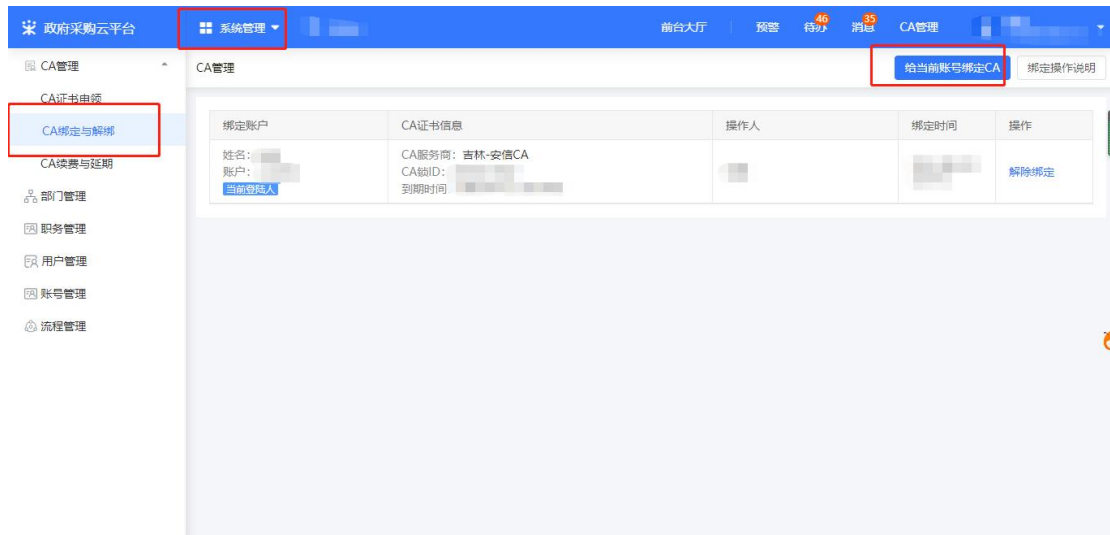 政府采购云平台
系统管理
前台大厅
预警
待办
46
消息
35
CA管理
CA管理
CA证书申领
CA绑定与解绑
CA续费与延期
部门管理
职务管理
用户管理
账号管理
流程管理
CA管理
给当前账号绑定CA
绑定操作说明
绑定账户
CA证书信息
操作人
绑定时间
操作
姓名:
账户:
当前登陆人
CA服务商: 吉林-安信CA
CA锁ID:
到期时间
解除绑定